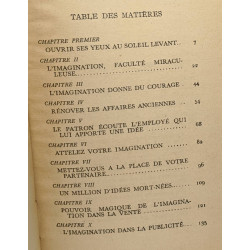 TABLE DES MATIÈRES
CHAPITRE PREMIER
OUVRIR SES YEUX AU SOLEIL LEVANT.. 7
CHAPITRE II
L'IMAGINATION, FACULTÉ MIRACU-
LEUSE. 22
CHAPITRE III
L'IMAGINATION DONNE DU COURAGE. 44
CHAPITRE IV
RÉNOVER LES AFFAIRES ANCIENNES .. 58
CHAPITRE V
LE PATRON ÉCOUTE L'EMPLOYÉ QUI
LUI APPORTE UNE IDÉE 69
CHAPITRE VI
ATTELEZ VOTRE IMAGINATION 82
CHAPITRE VII
METTEZ-VOUS A LA PLACE DE VOTRE
PARTENAIRE. 96
CHAPITRE VIII
UN MILLION D'IDÉES MORT-NÉES 109
CHAPITRE IX
POUVOIR MAGIQUE DE L'IMAGINA-
TION DANS LA VENTE
CHAPITRE X
L'IMAGINATION DANS LA PUBLICITÉ 135